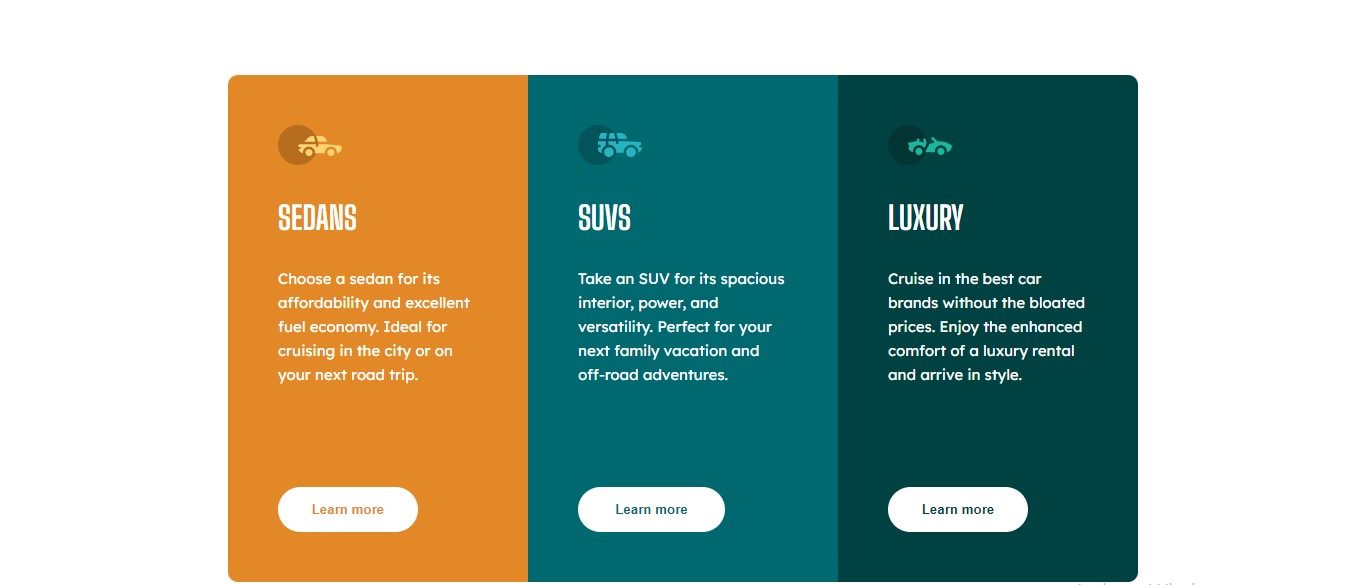 SEDANS
Choose a sedan for its
affordability and excellent
fuel economy. Ideal for
cruising in the city or on
your next road trip.
Learn more
SUVS
Take an SUV for its spacious
interior, power, and
versatility. Perfect for your
next family vacation and
off-road adventures.
Learn more
LUXURY
Cruise in the best car
brands without the bloated
prices. Enjoy the enhanced
comfort of a luxury rental
and arrive in style.
Learn more